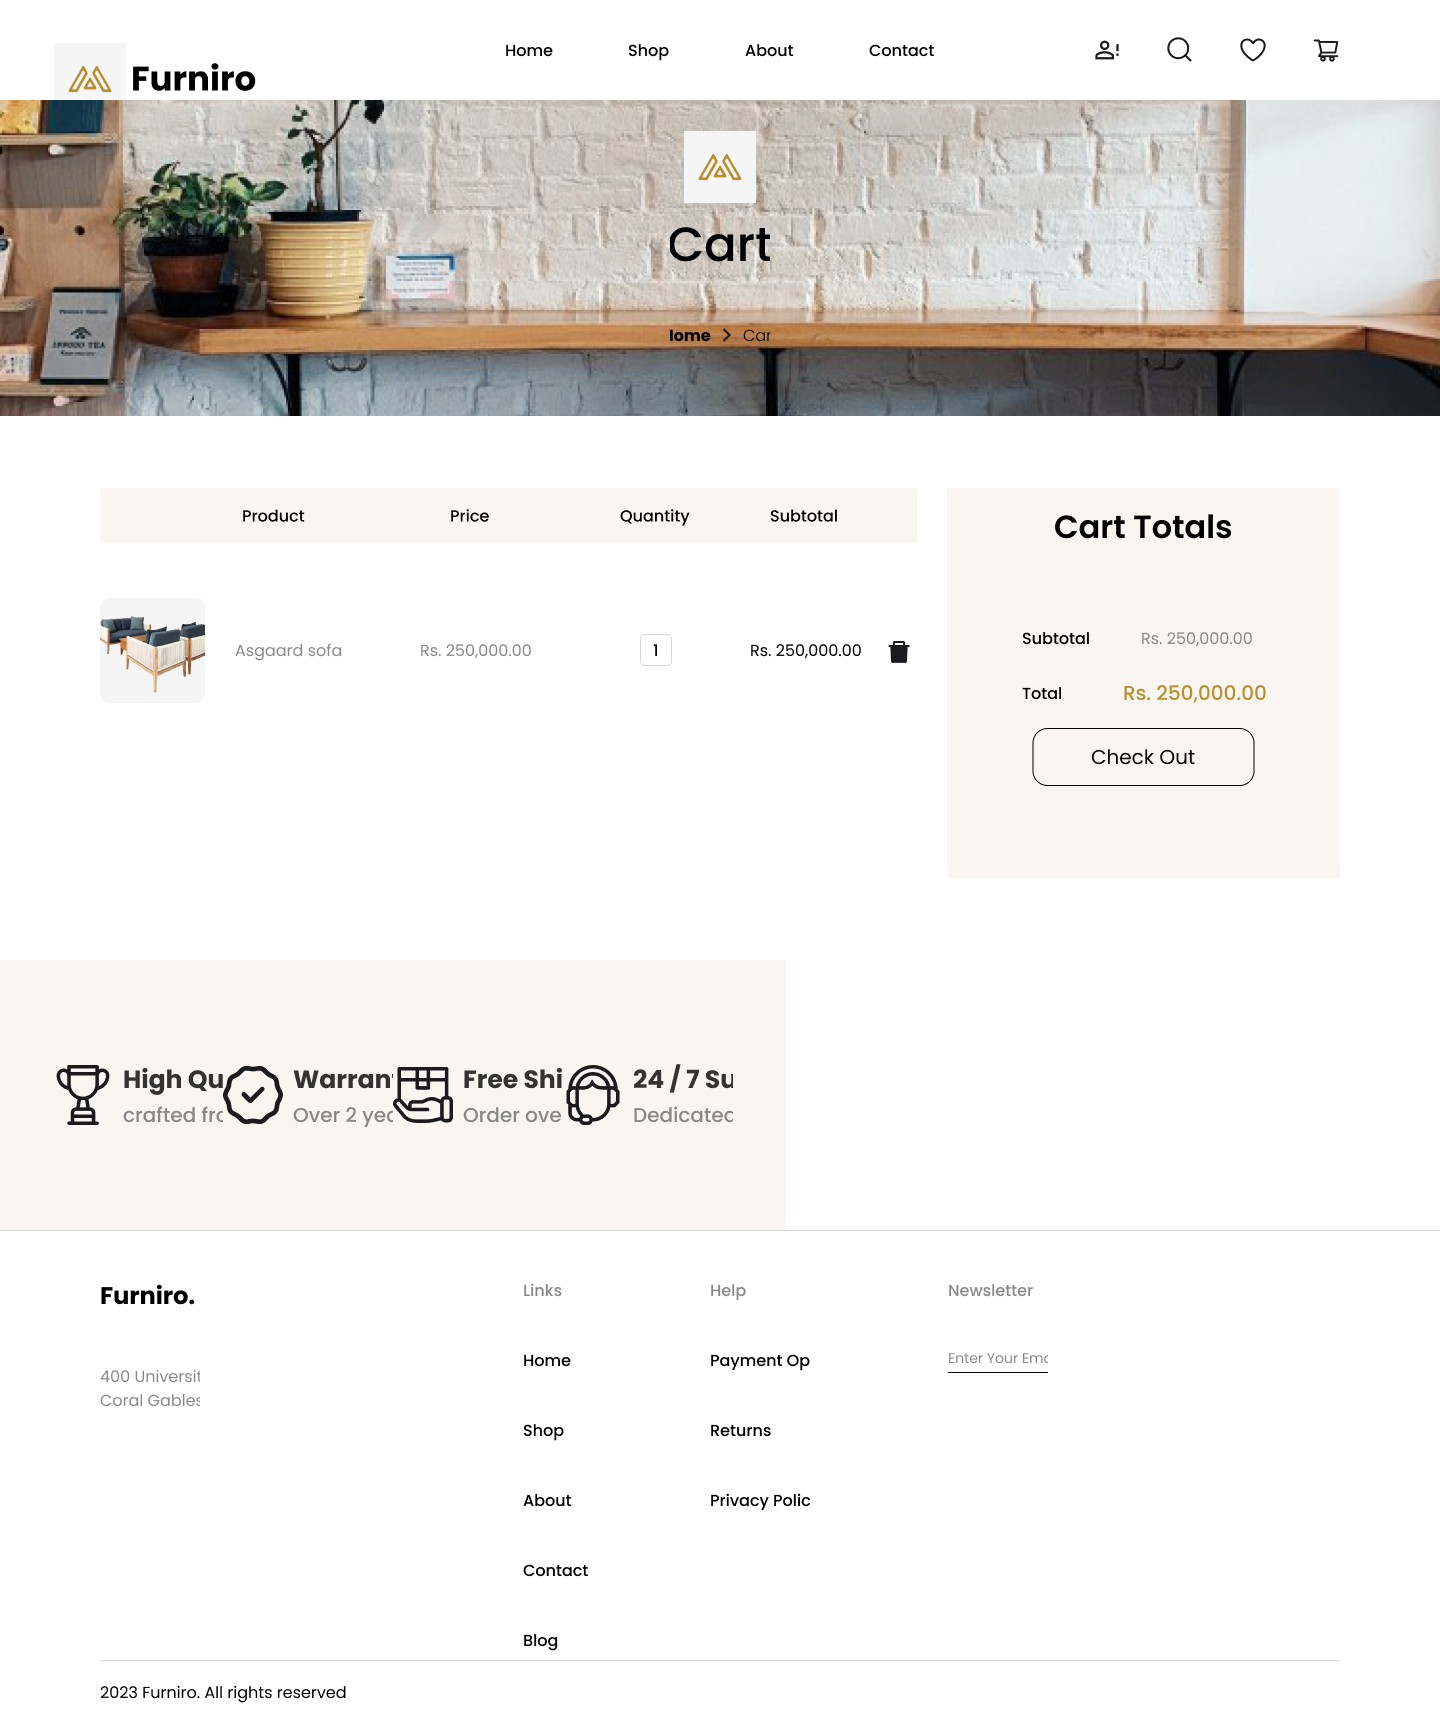 Home Shop About Contact
Furniro
Cart
Home > Car
Product Price Quantity Subtotal
Asgaard sofa Rs. 250,000.00 1 Rs. 250,000.00
Cart Totals
Subtotal Rs. 250,000.00
Total Rs. 250,000.00
Check Out
High Qu
crafted fro
Warran
Over 2 yea
Free Shi
Order ove
24 / 7 Su
Dedicated
Furniro.
400 Universit
Coral Gables
Links
Home
Shop
About
Contact
Blog
Help
Payment Op
Returns
Privacy Polic
Newsletter
Enter Your Ema
2023 Furniro. All rights reserved